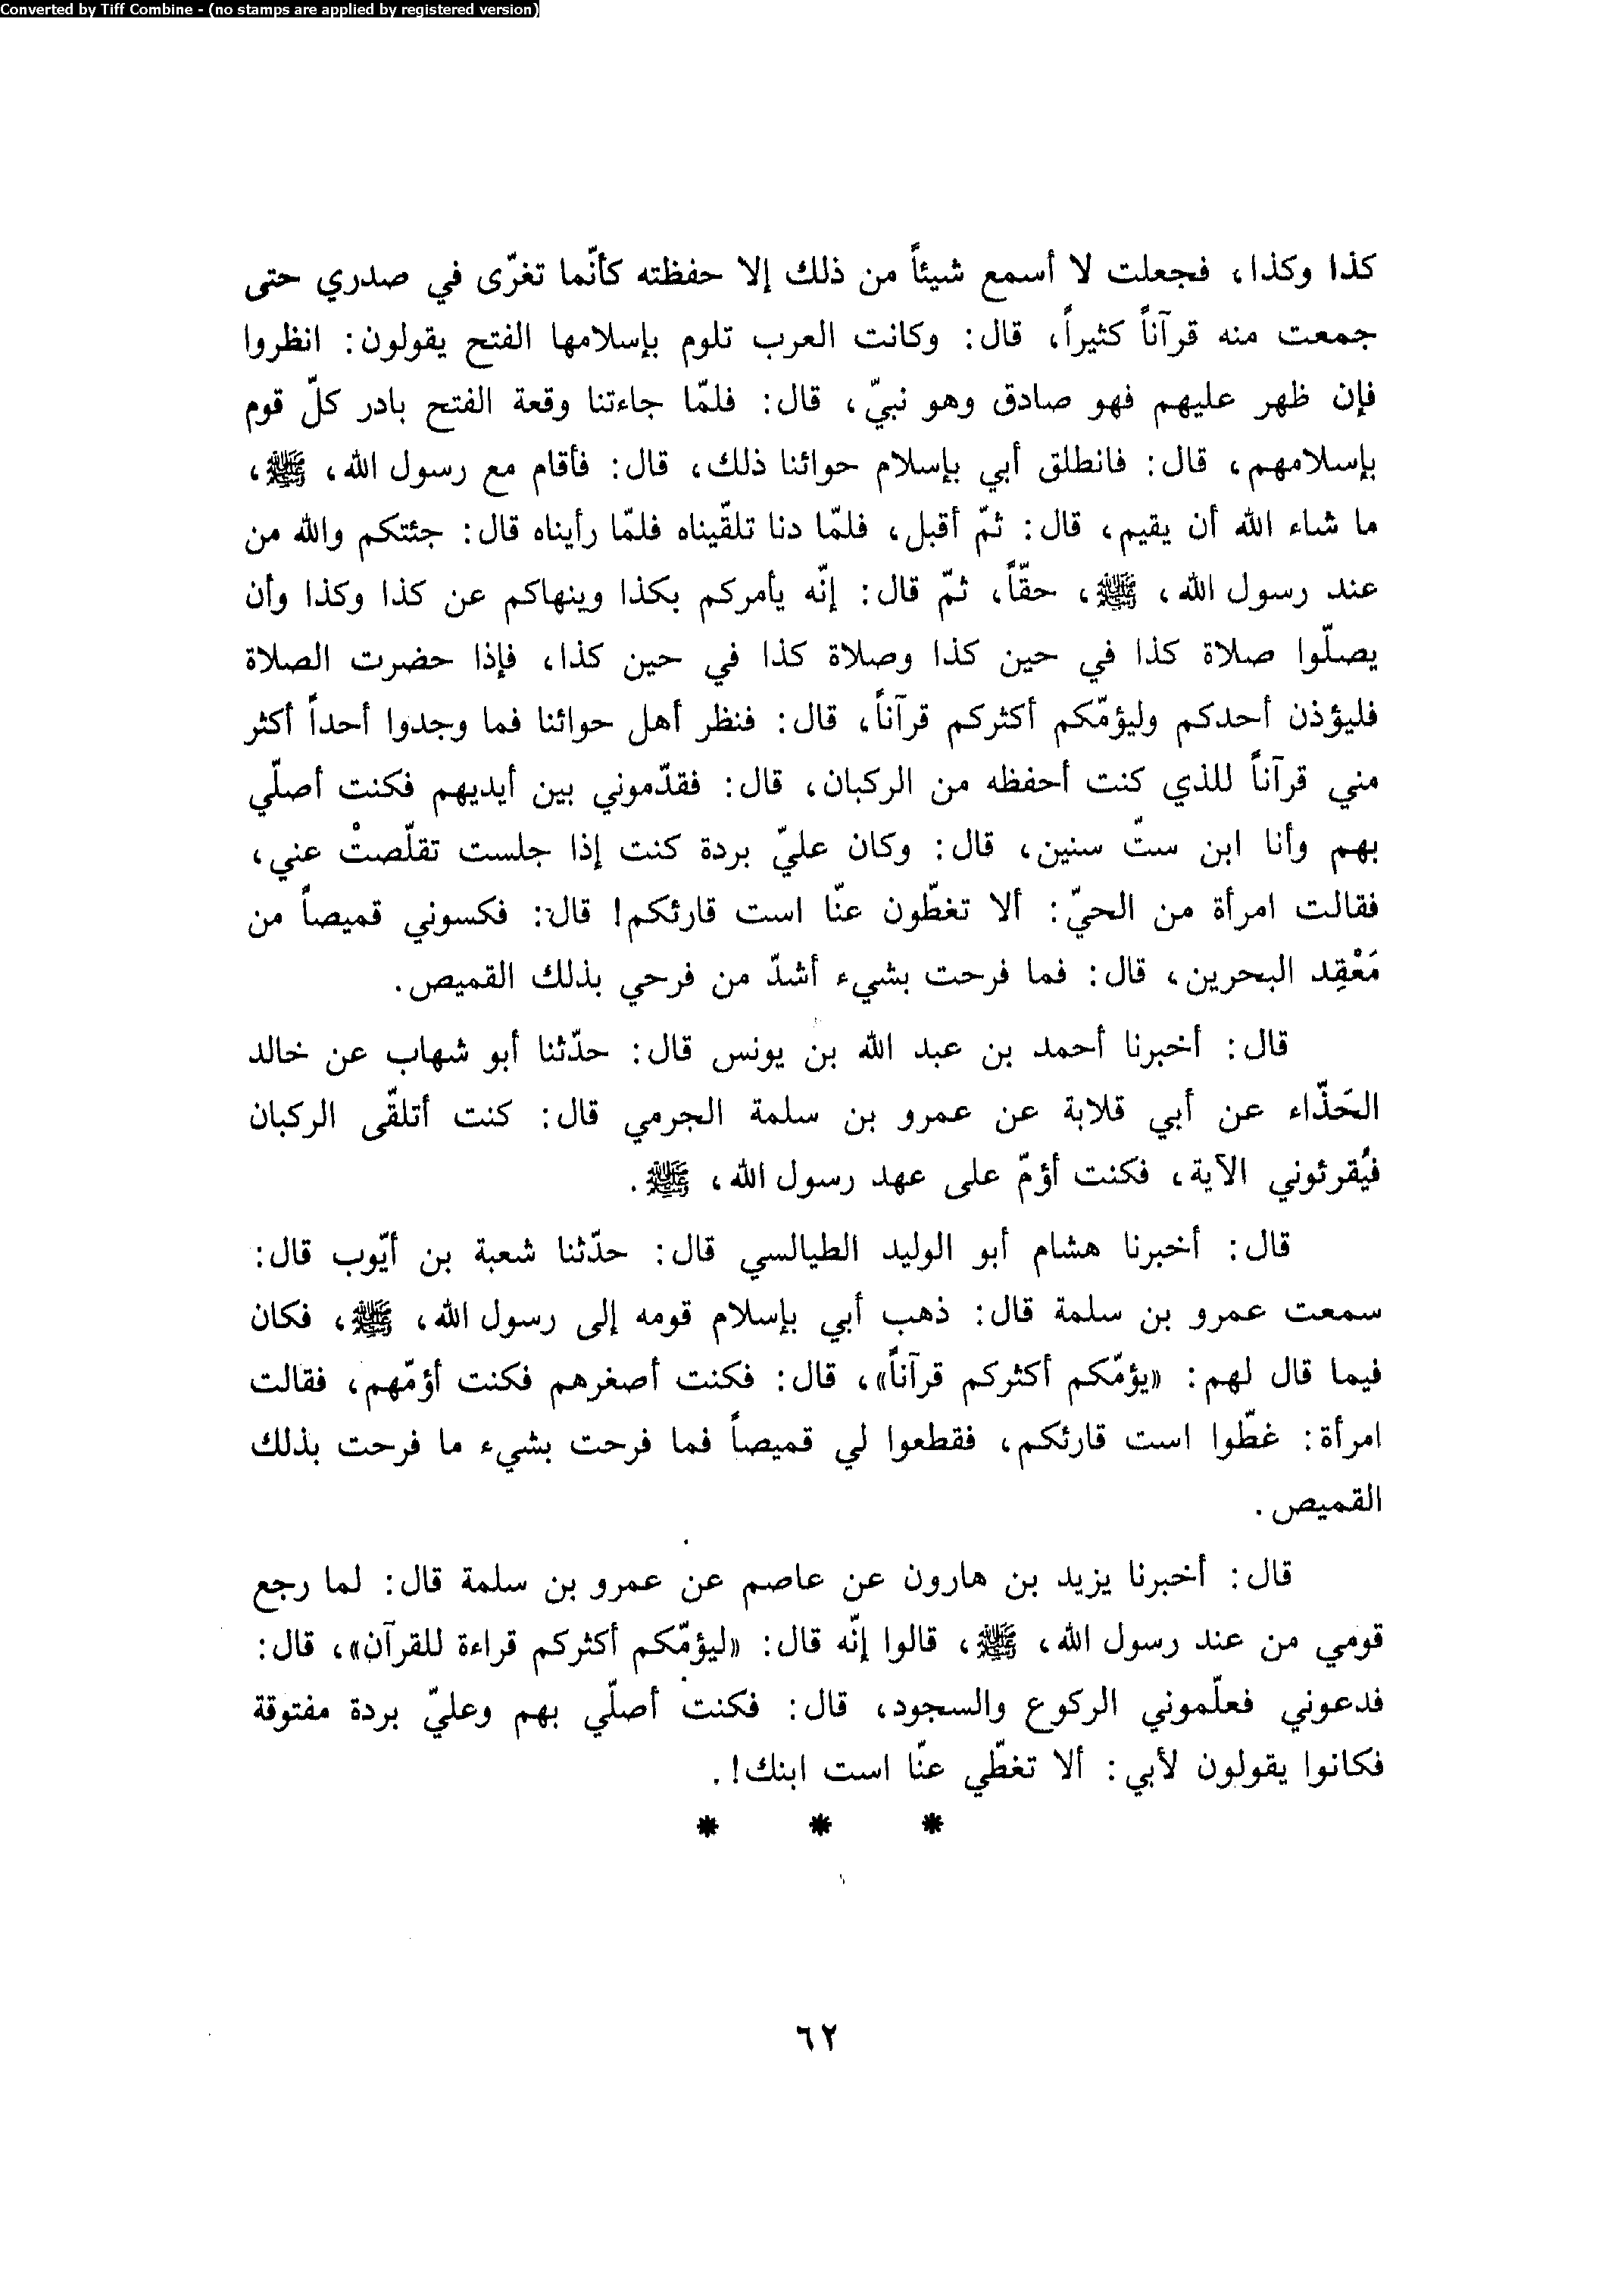 Converted by Tiff Combine - (no stamps are applied by registered version)
كذا وكذا، فجعلت لا أسمع شيئاً من ذلك إلا حفظته كأنّما تغرّى في صدري حتى
جمعت منه قرآناً كثيراً، قال: وكانت العرب تلوم بإسلامها الفتح يقولون: انظروا
فإن ظهر عليهم فهو صادق وهو نبيّ، قال: فلمّا جاءتنا وقعة الفتح بادر كلّ قوم
بإسلامهم، قال: فانطلق أبي بإسلام حوائنا ذلك، قال: فأقام مع رسول الله، ﷺ،
ما شاء الله أن يقيم، قال: ثمّ أقبل، فلمّا دنا تلقّيناه فلمّا رأيناه قال: جئتكم والله من
عند رسول الله، ﷺ، حقّاً، ثمّ قال: إنّه يأمركم بكذا وينهاكم عن كذا وكذا وأن
يصلّوا صلاة كذا في حين كذا وصلاة كذا في حين كذا، فإذا حضرت الصلاة
فليؤذن أحدكم وليؤمّكم أكثركم قرآناً، قال: فنظر أهل حوائنا فما وجدوا أحداً أكثر
مني قرآناً للذي كنت أحفظه من الركبان، قال: فقدّموني بين أيديهم فكنت أصلّي
بهم وأنا ابن ستّ سنين، قال: وكان عليّ بردة كنت إذا جلست تقلّصتْ عني،
فقالت امرأة من الحيّ: ألا تغطّون عنّا است قارئكم! قال: فكسوني قميصاً من
مَعْقِد البحرين، قال: فما فرحت بشيء أشدّ من فرحي بذلك القميص.
قال: أخبرنا أحمد بن عبد الله بن يونس قال: حدّثنا أبو شهاب عن خالد
الحَذّاء عن أبي قلابة عن عمرو بن سلمة الجرمي قال: كنت أتلقّى الركبان
فيُقرئوني الآية، فكنت أؤمّ على عهد رسول الله، ﷺ.
قال: أخبرنا هشام أبو الوليد الطيالسي قال: حدّثنا شعبة بن أيّوب قال:
سمعت عمرو بن سلمة قال: ذهب أبي بإسلام قومه إلى رسول الله، ﷺ، فكان
فيما قال لهم: «يؤمّكم أكثركم قرآناً»، قال: فكنت أصغرهم فكنت أؤمّهم، فقالت
امرأة: غطّوا است قارئكم، فقطعوا لي قميصاً فما فرحت بشيء ما فرحت بذلك
القميص.
قال: أخبرنا يزيد بن هارون عن عاصم عن عمرو بن سلمة قال: لما رجع
قومي من عند رسول الله، ﷺ، قالوا إنّه قال: «ليؤمّكم أكثركم قراءة للقرآن»، قال:
فدعوني فعلّموني الركوع والسجود، قال: فكنت أصلّي بهم وعليّ بردة مفتوقة
فكانوا يقولون لأبي: ألا تغطّي عنّا است ابنك!.
* * *
٦٢